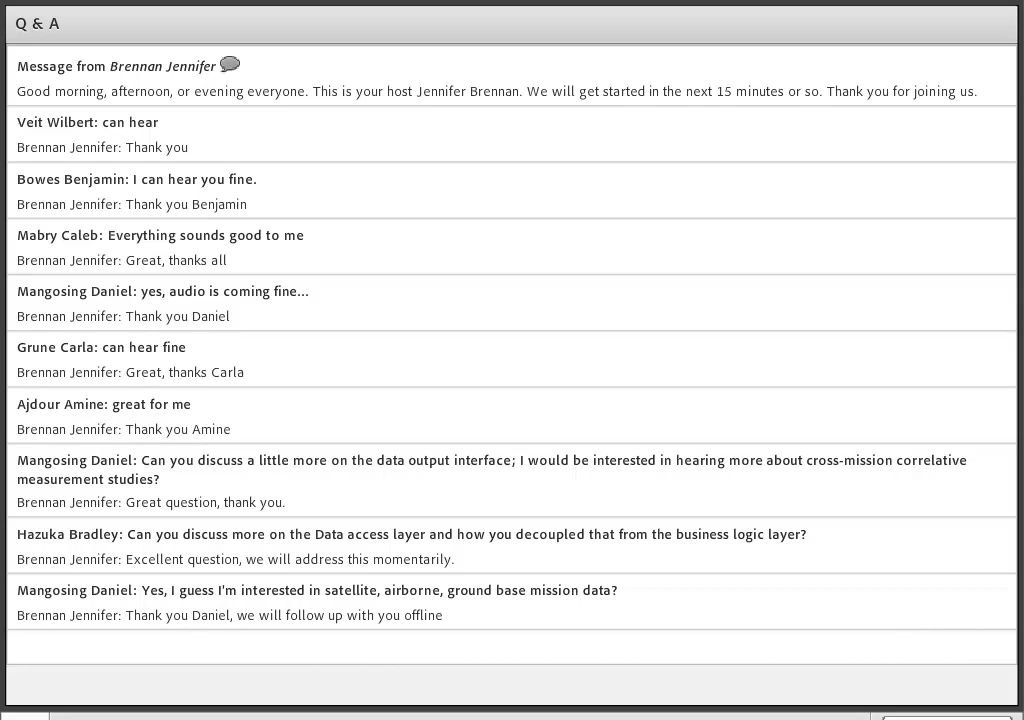 Q & A
Message from Brennan Jennifer
Good morning, afternoon, or evening everyone. This is your host Jennifer Brennan. We will get started in the next 15 minutes or so. Thank you for joining us.
Veit Wilbert: can hear
Brennan Jennifer: Thank you
Bowes Benjamin: I can hear you fine.
Brennan Jennifer: Thank you Benjamin
Mabry Caleb: Everything sounds good to me
Brennan Jennifer: Great, thanks all
Mangosing Daniel: yes, audio is coming fine...
Brennan Jennifer: Thank you Daniel
Grune Carla: can hear fine
Brennan Jennifer: Great, thanks Carla
Ajdour Amine: great for me
Brennan Jennifer: Thank you Amine
Mangosing Daniel: Can you discuss a little more on the data output interface; I would be interested in hearing more about cross-mission correlative
measurement studies?
Brennan Jennifer: Great question, thank you.
Hazuka Bradley: Can you discuss more on the Data access layer and how you decoupled that from the business logic layer?
Brennan Jennifer: Excellent question, we will address this momentarily.
Mangosing Daniel: Yes, I guess I'm interested in satellite, airborne, ground base mission data?
Brennan Jennifer: Thank you Daniel, we will follow up with you offline